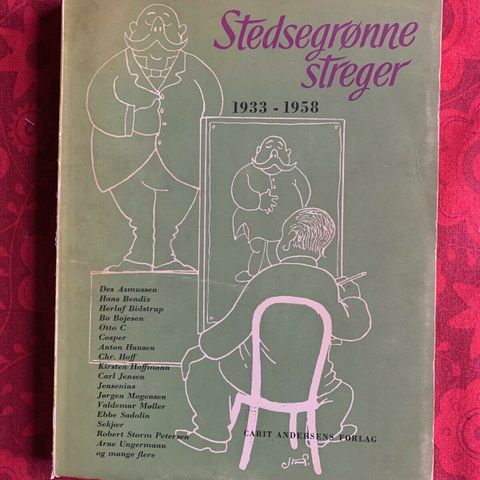 Stedsegrønne
streger
1933 - 1958
Des Asmussen
Hans Bendix
Herluf Bidstrup
Bo Bojesen
Otto C
Cosper
Anton Hansen
Chr. Hoff
Kirsten Hoffmann
Carl Jensen
Jensenius
Jørgen Mogensen
Valdemar Møller
Ebbe Sadolin
Sekjær
Robert Storm Petersen
Arne Ungermann
og mange flere
CARIT ANDERSENS FORLAG